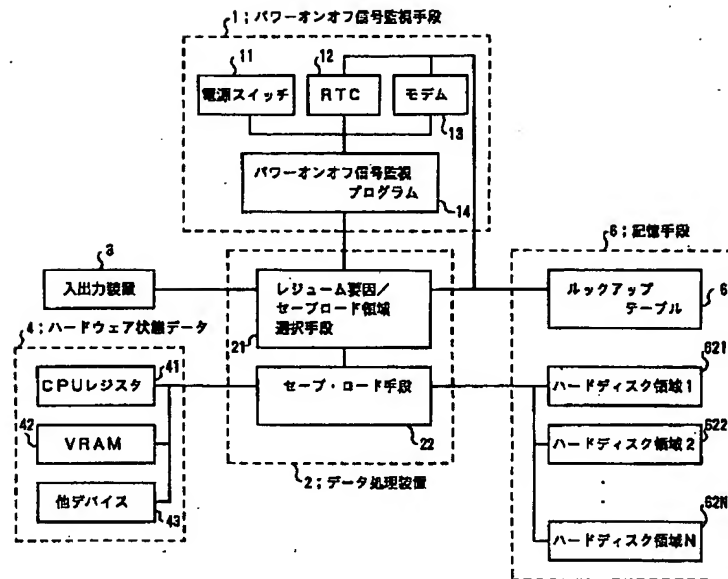 1;パワーオンオフ信号監視手段
11
12
電源スイッチ
RTC
モデム
13
パワーオンオフ信号監視
プログラム
14
6;記憶手段
3
入出力装置
レジューム要因/
セーブロード領域
選択手段
21
ルックアップ
テーブル
6
4;ハードウェア状態データ
41
CPUレジスタ
セーブ・ロード手段
22
621
ハードディスク領域1
42
VRAM
622
ハードディスク領域2
他デバイス
43
2;データ処理装置
62N
ハードディスク領域N